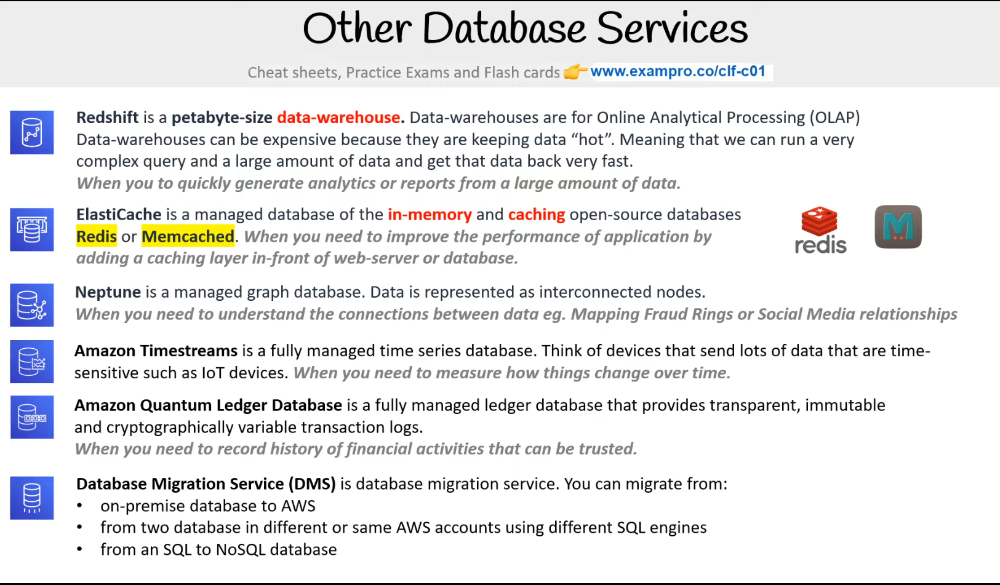 Other Database Services
Cheat sheets, Practice Exams and Flash cards 👉 www.exampro.co/clf-c01
Redshift is a petabyte-size data-warehouse. Data-warehouses are for Online Analytical Processing (OLAP)
Data-warehouses can be expensive because they are keeping data “hot”. Meaning that we can run a very
complex query and a large amount of data and get that data back very fast.
When you to quickly generate analytics or reports from a large amount of data.
ElastiCache is a managed database of the in-memory and caching open-source databases
Redis or Memcached. When you need to improve the performance of application by
adding a caching layer in-front of web-server or database.
redis
M
Neptune is a managed graph database. Data is represented as interconnected nodes.
When you need to understand the connections between data eg. Mapping Fraud Rings or Social Media relationships
Amazon Timestreams is a fully managed time series database. Think of devices that send lots of data that are time-
sensitive such as IoT devices. When you need to measure how things change over time.
Amazon Quantum Ledger Database is a fully managed ledger database that provides transparent, immutable
and cryptographically variable transaction logs.
When you need to record history of financial activities that can be trusted.
Database Migration Service (DMS) is database migration service. You can migrate from:
• on-premise database to AWS
• from two database in different or same AWS accounts using different SQL engines
• from an SQL to NoSQL database